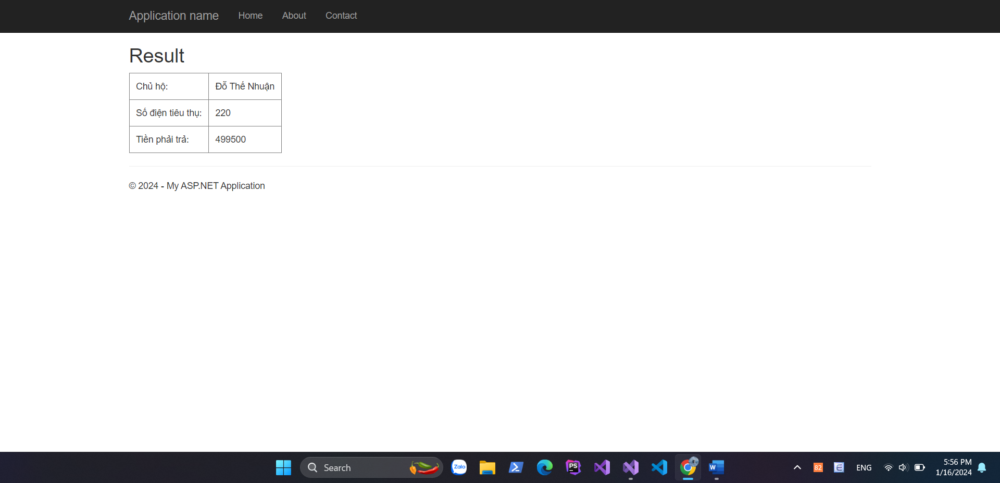 Application name Home About Contact
Result
Chủ hộ: Đỗ Thế Nhuận
Số điện tiêu thụ: 220
Tiền phải trả: 499500
© 2024 - My ASP.NET Application
Search Zalo PS W 82 ENG 5:56 PM
1/16/2024